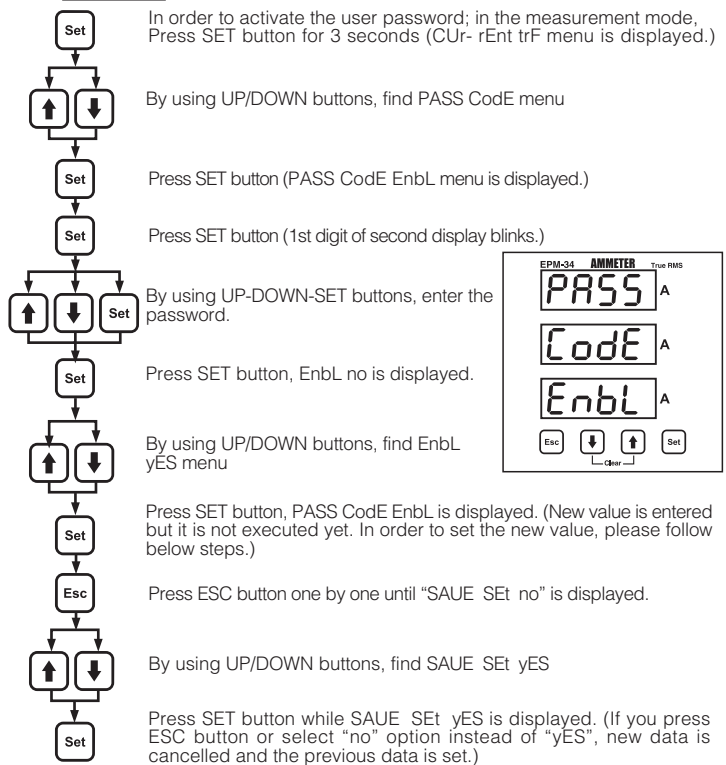 Set
In order to activate the user password; in the measurement mode,
Press SET button for 3 seconds (CUr- rEnt trF menu is displayed.)
By using UP/DOWN buttons, find PASS CodE menu
Set
Press SET button (PASS CodE EnbL menu is displayed.)
Set
Press SET button (1st digit of second display blinks.)
Set
By using UP-DOWN-SET buttons, enter the
password.
EPM-34 AMMETER True RMS
PASS A
CodE A
EnbL A
Esc Set
Clear
Set
Press SET button, EnbL no is displayed.
By using UP/DOWN buttons, find EnbL
yES menu
Set
Press SET button, PASS CodE EnbL is displayed. (New value is entered
but it is not executed yet. In order to set the new value, please follow
below steps.)
Esc
Press ESC button one by one until “SAUE SEt no” is displayed.
By using UP/DOWN buttons, find SAUE SEt yES
Set
Press SET button while SAUE SEt yES is displayed. (If you press
ESC button or select “no” option instead of “yES”, new data is
cancelled and the previous data is set.)